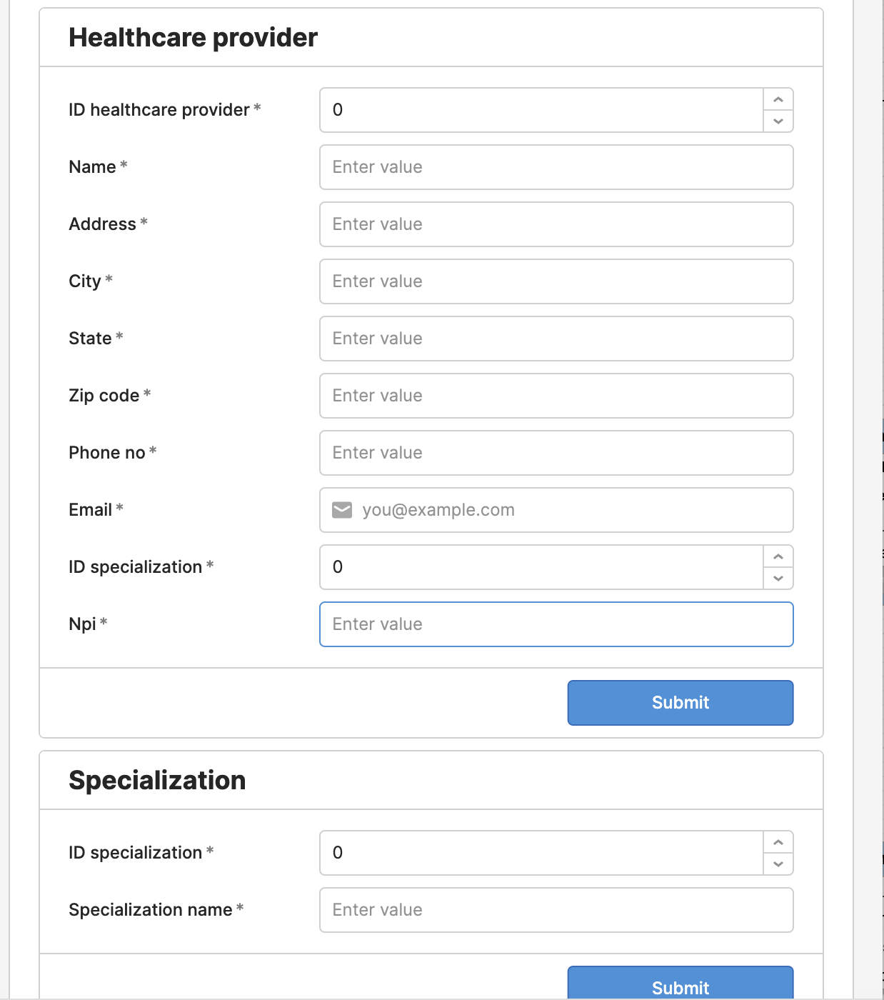 Healthcare provider
ID healthcare provider * 0
Name * Enter value
Address * Enter value
City * Enter value
State * Enter value
Zip code * Enter value
Phone no * Enter value
Email * you@example.com
ID specialization * 0
Npi * Enter value
Submit
Specialization
ID specialization * 0
Specialization name * Enter value
Submit